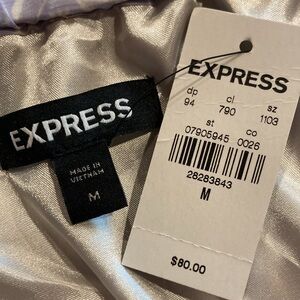 EXPRESS
MADE IN
VIETNAM
M
EXPRESS
dp cl sz
94 790 1103
st co
07905945 0026
28283843
M
$80.00